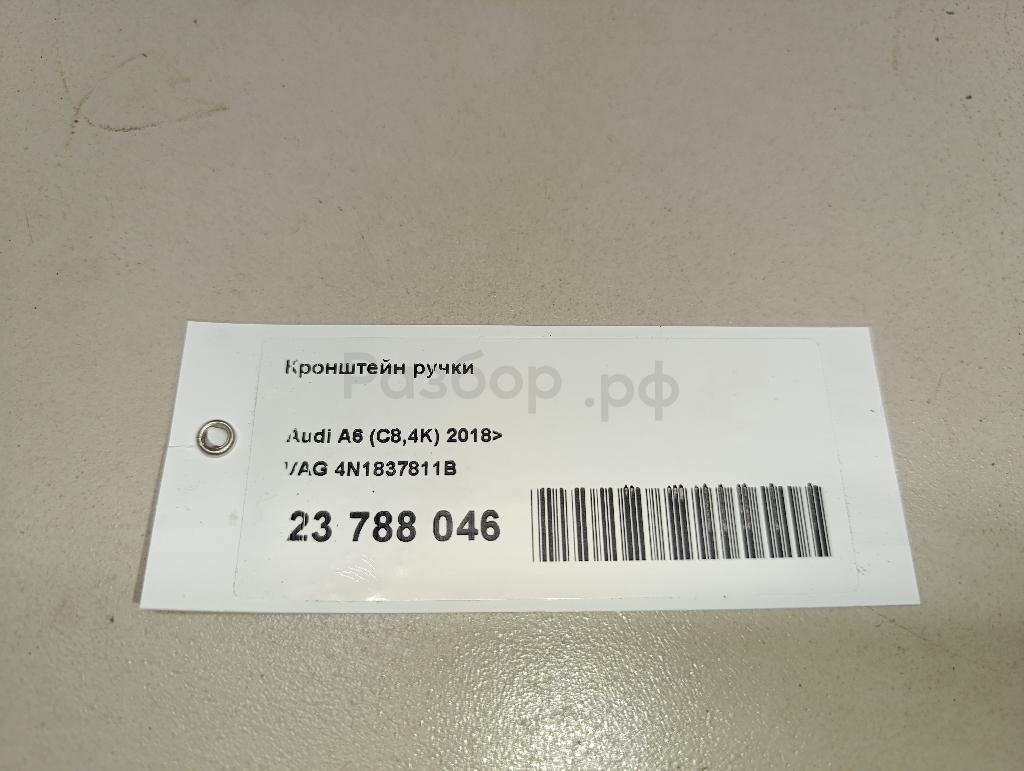 Кронштейн ручки
Разбор.рф
Audi A6 (C8,4K) 2018>
VAG 4N1837811B
23 788 046